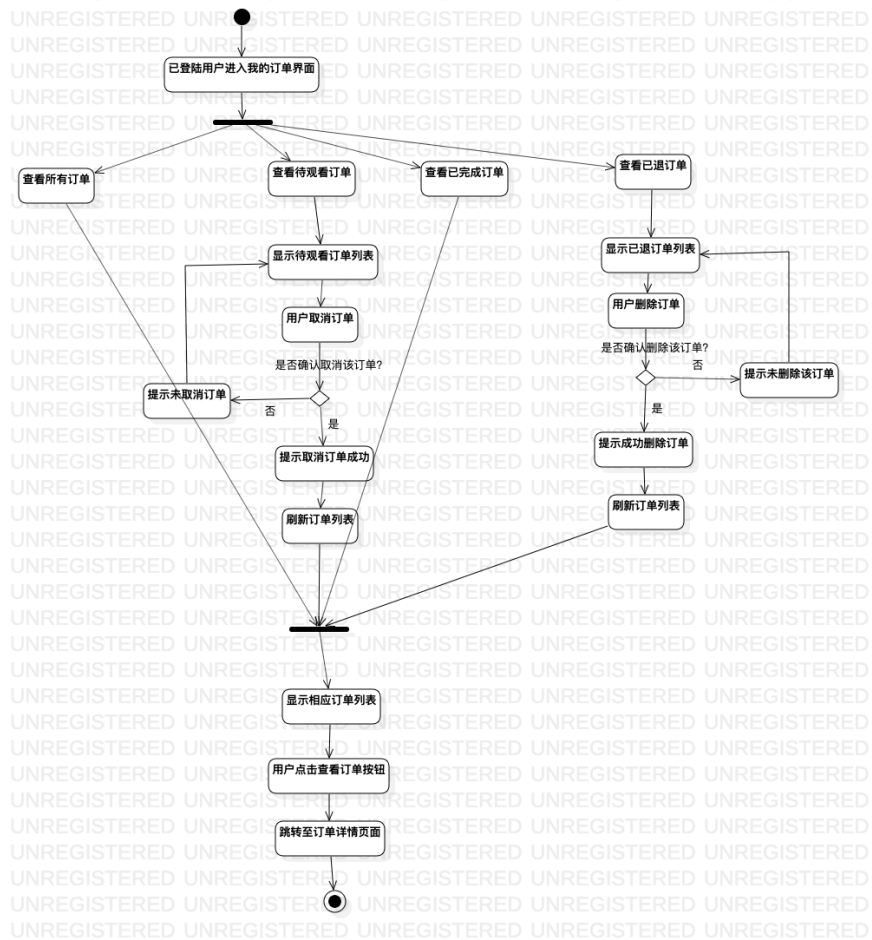 已登陆用户进入我的订单界面
查看所有订单
查看待观看订单
查看已完成订单
查看已退订单
显示待观看订单列表
显示已退订单列表
用户取消订单
用户删除订单
是否确认取消该订单?
是否确认删除该订单?
否
提示未删除该订单
提示未取消订单
否
是
是
提示取消订单成功
提示成功删除订单
刷新订单列表
刷新订单列表
显示相应订单列表
用户点击查看订单按钮
跳转至订单详情页面
UNREGISTERED